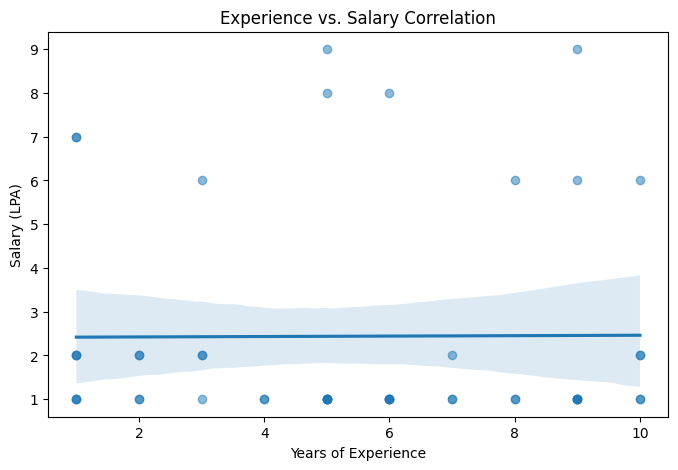 Experience vs. Salary Correlation
9
8
7
6
5
4
3
2
1
Salary (LPA)
2 4 6 8 10
Years of Experience